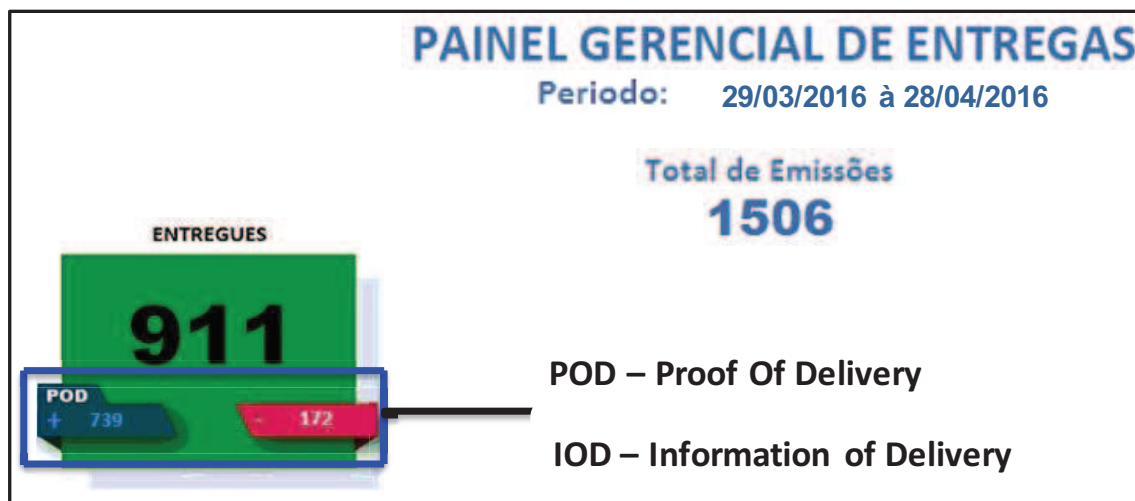 PAINEL GERENCIAL DE ENTREGAS
Periodo: 29/03/2016 à 28/04/2016
Total de Emissões
1506
ENTREGUES
911
POD
+ 739
- 172
POD – Proof Of Delivery
IOD – Information of Delivery